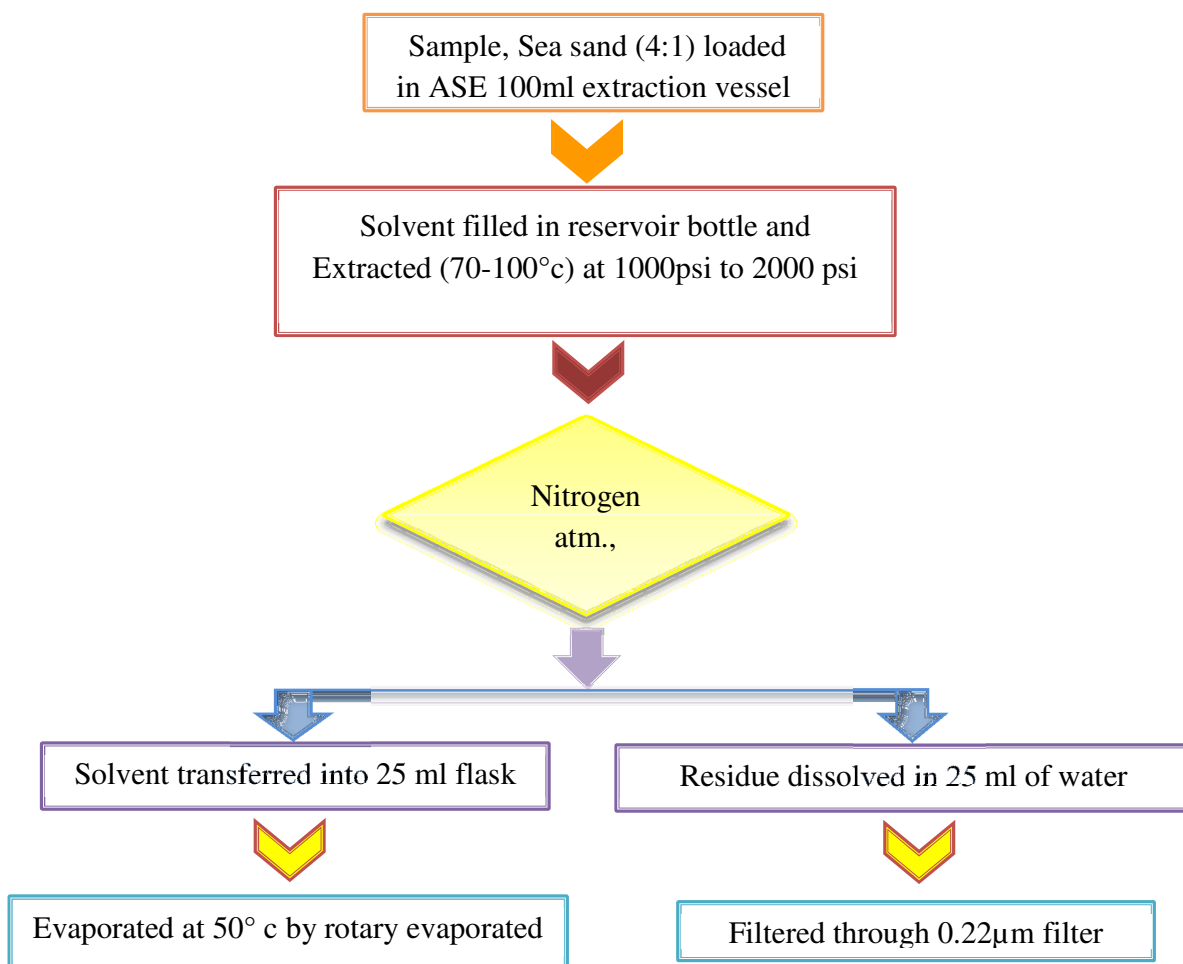 Sample, Sea sand (4:1) loaded
in ASE 100ml extraction vessel
Solvent filled in reservoir bottle and
Extracted (70-100°c) at 1000psi to 2000 psi
Nitrogen
atm.,
Solvent transferred into 25 ml flask
Residue dissolved in 25 ml of water
Evaporated at 50° c by rotary evaporated
Filtered through 0.22µm filter